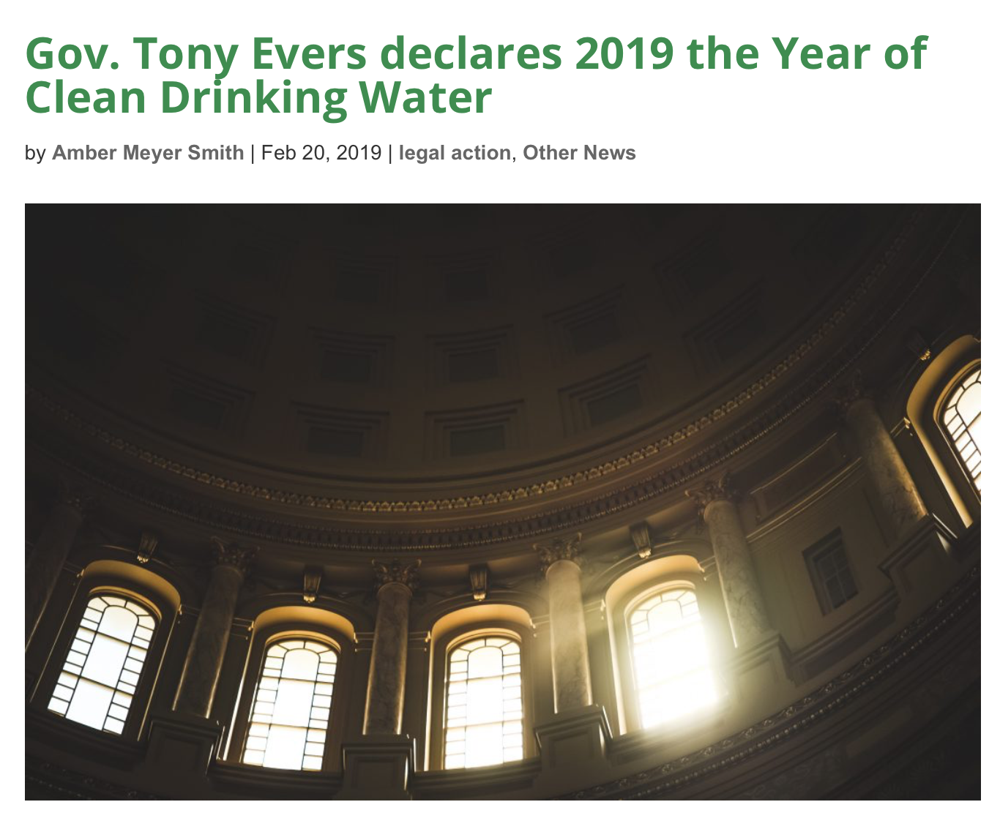 Gov. Tony Evers declares 2019 the Year of
Clean Drinking Water
by Amber Meyer Smith | Feb 20, 2019 | legal action, Other News